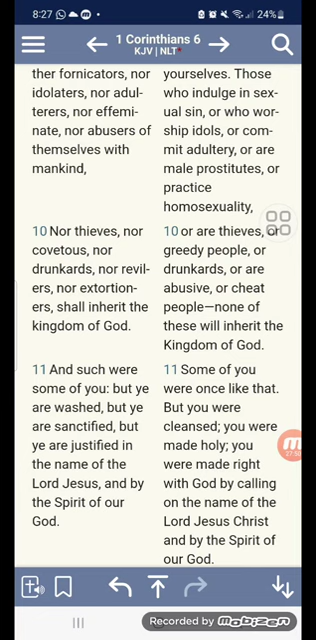 8:27 24%
1 Corinthians 6
KJV | NLT*
ther fornicators, nor
idolaters, nor adul-
terers, nor effemi-
nate, nor abusers of
themselves with
mankind,
yourselves. Those
who indulge in sex-
ual sin, or who wor-
ship idols, or com-
mit adultery, or are
male prostitutes, or
practice
homosexuality,
10 Nor thieves, nor
covetous, nor
drunkards, nor revil-
ers, nor extortion-
ers, shall inherit the
kingdom of God.
10 or are thieves, or
greedy people, or
drunkards, or are
abusive, or cheat
people—none of
these will inherit the
Kingdom of God.
11 And such were
some of you: but ye
are washed, but ye
are sanctified, but
ye are justified in
the name of the
Lord Jesus, and by
the Spirit of our
God.
11 Some of you
were once like that.
But you were
cleansed; you were
made holy; you
were made right
with God by calling
on the name of the
Lord Jesus Christ
and by the Spirit of
our God.
Recorded by mobizen